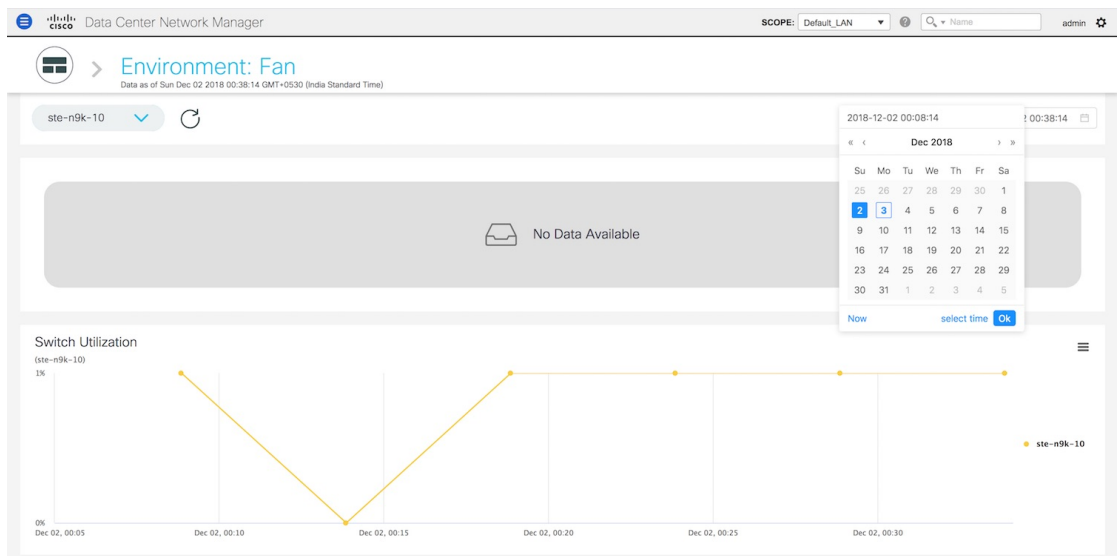 cisco Data Center Network Manager SCOPE: Default_LAN Name admin
Environment: Fan
Data as of Sun Dec 02 2018 00:38:14 GMT+0530 (India Standard Time)
ste-n9k-10
2018-12-02 00:08:14
2 00:38:14
« ‹ Dec 2018 › »
Su Mo Tu We Th Fr Sa
25 26 27 28 29 30 1
2 3 4 5 6 7 8
9 10 11 12 13 14 15
16 17 18 19 20 21 22
23 24 25 26 27 28 29
30 31 1 2 3 4 5
Now select time Ok
No Data Available
Switch Utilization
(ste-n9k-10)
1%
ste-n9k-10
0%
Dec 02, 00:05 Dec 02, 00:10 Dec 02, 00:15 Dec 02, 00:20 Dec 02, 00:25 Dec 02, 00:30